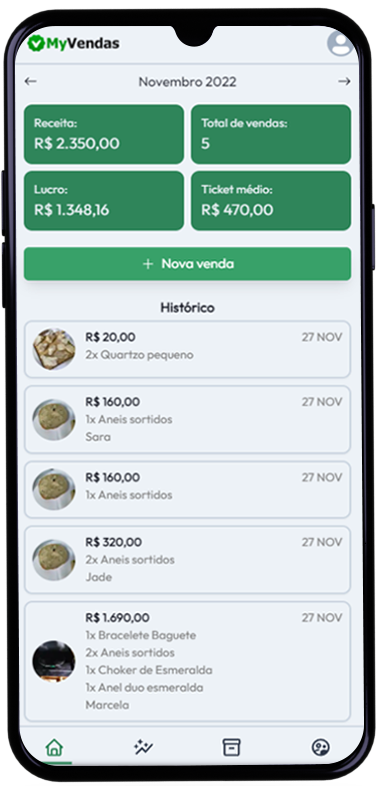 MyVendas
← Novembro 2022 →
Receita:
R$ 2.350,00
Total de vendas:
5
Lucro:
R$ 1.348,16
Ticket médio:
R$ 470,00
+ Nova venda
Histórico
R$ 20,00 27 NOV
2x Quartzo pequeno
R$ 160,00 27 NOV
1x Aneis sortidos
Sara
R$ 160,00 27 NOV
1x Aneis sortidos
R$ 320,00 27 NOV
2x Aneis sortidos
Jade
R$ 1.690,00 27 NOV
1x Bracelete Baguete
2x Aneis sortidos
1x Choker de Esmeralda
1x Anel duo esmeralda
Marcela